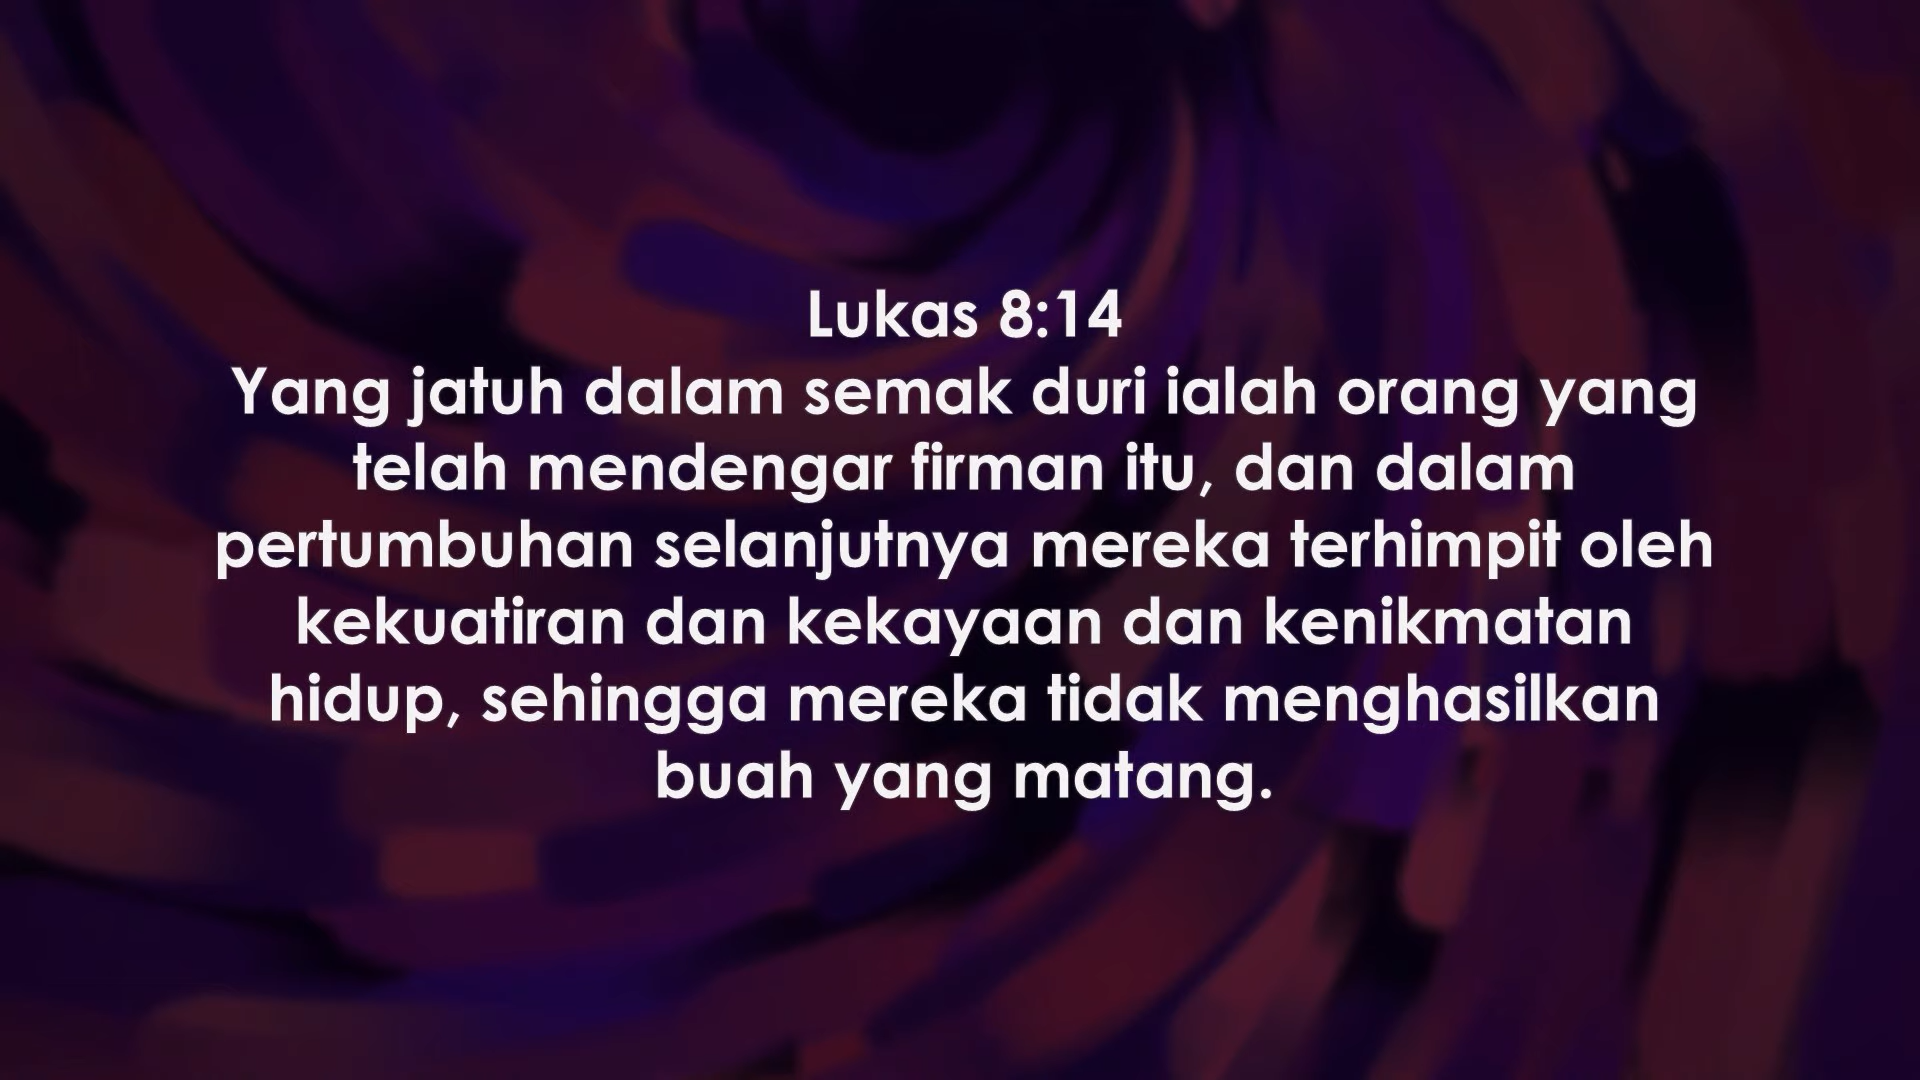 Lukas 8:14
Yang jatuh dalam semak duri ialah orang yang
telah mendengar firman itu, dan dalam
pertumbuhan selanjutnya mereka terhimpit oleh
kekuatiran dan kekayaan dan kenikmatan
hidup, sehingga mereka tidak menghasilkan
buah yang matang.